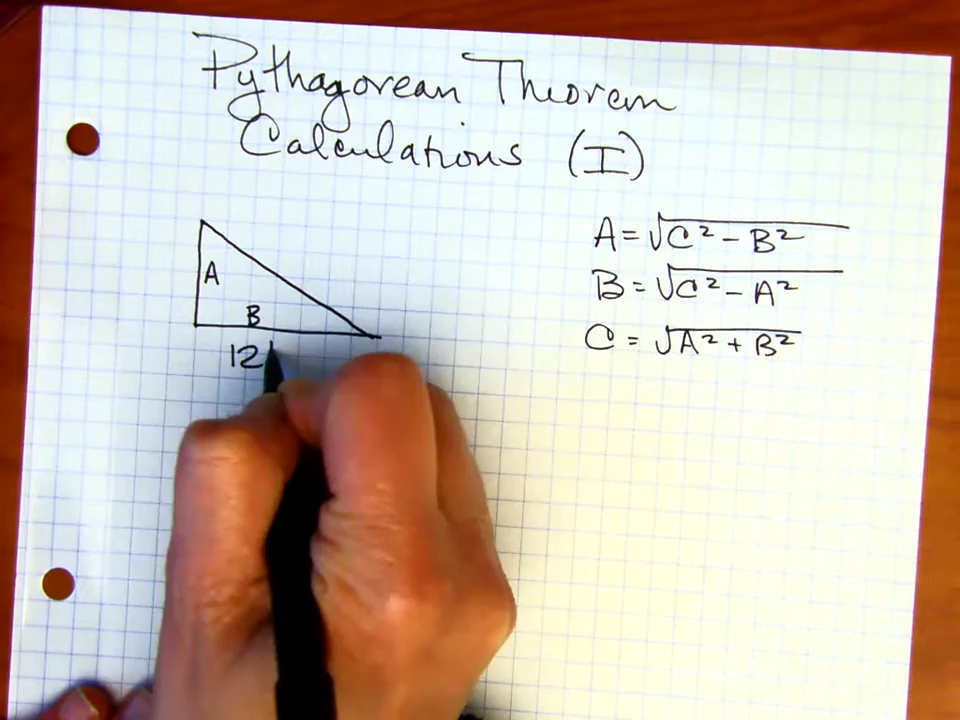 Pythagorean Theorem
Calculations (I)
A = √C² - B²
B = √C² - A²
C = √A² + B²
A
B
12